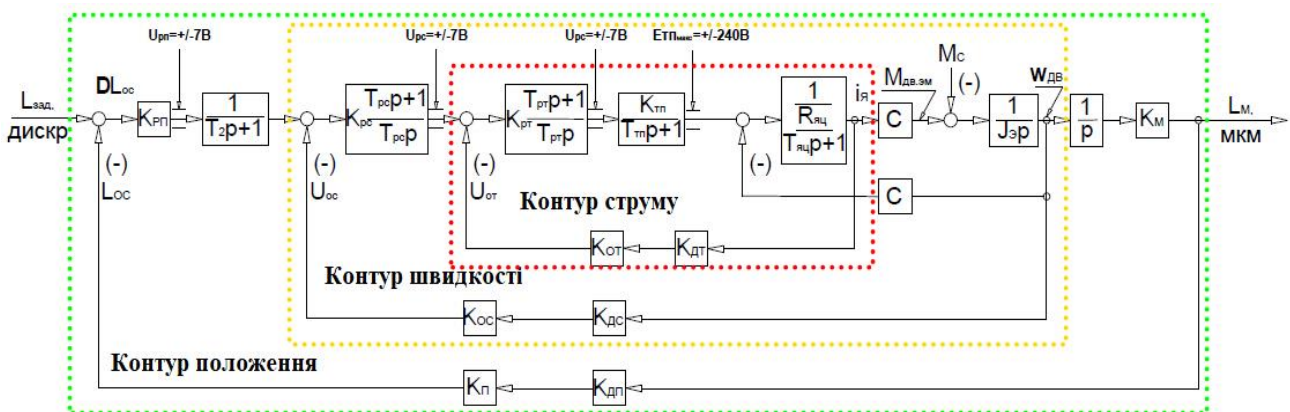 Uрп=+/-7В
Uрс=+/-7В
Uрс=+/-7В
Eтпмакс=+/-240В
Mс
WДВ
Lзад.
дискр
DLос
KРП
1
T2p+1
Kрс
Tрсp+1
Tрсp
Kрт
Tртp+1
Tртp
Kтп
Tтпp+1
1
Rяц
Tяцp+1
iя
Mдв.эм
C
(-)
1
Jэp
1
p
Kм
Lм,
мкм
(-)
Lос
(-)
Uос
(-)
Uот
(-)
C
Контур струму
Kот
Kдт
Контур швидкості
Kос
Kдс
Контур положення
Kп
Kдп